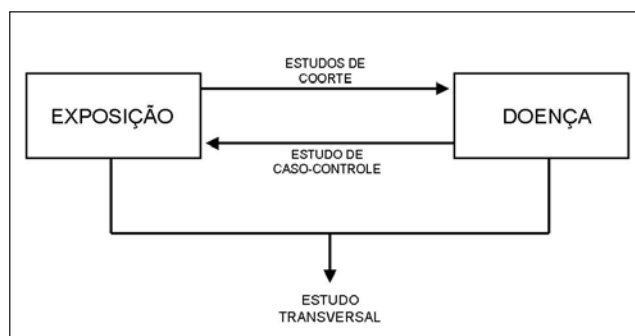 ESTUDOS DE
COORTE
EXPOSIÇÃO
DOENÇA
ESTUDO DE
CASO-CONTROLE
ESTUDO
TRANSVERSAL